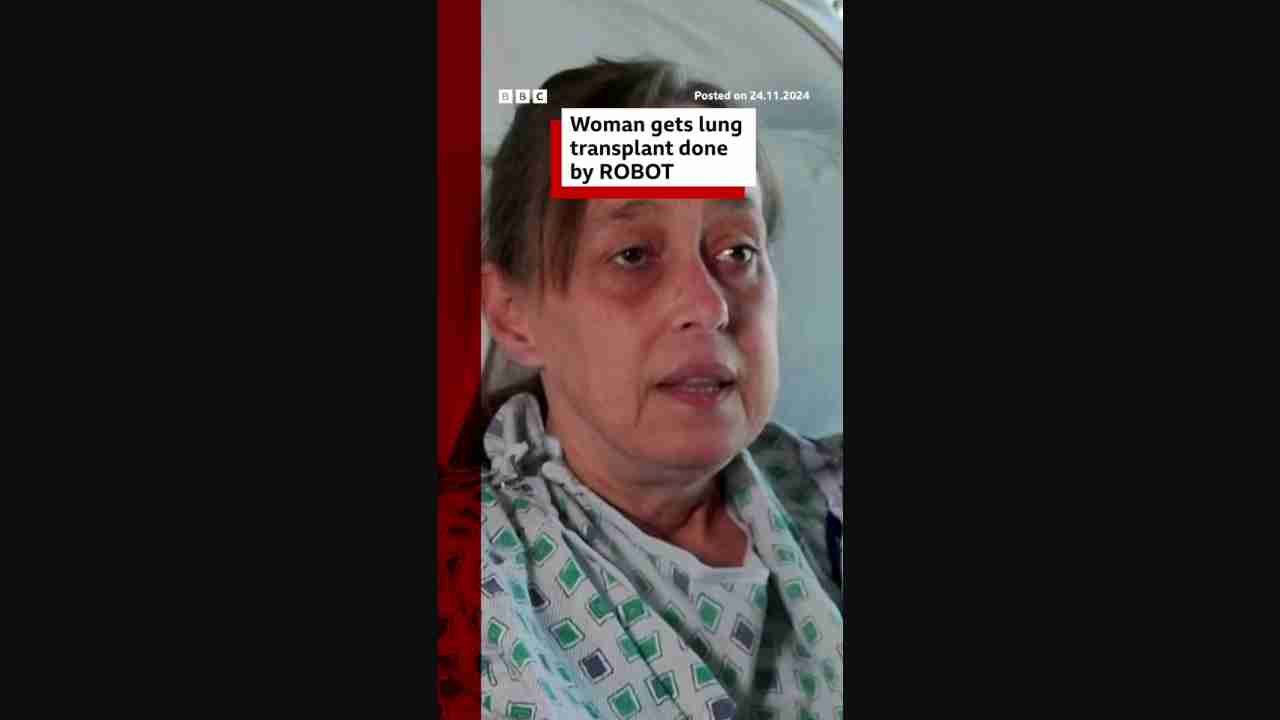 BBC
Posted on 24.11.2024
Woman gets lung
transplant done
by ROBOT